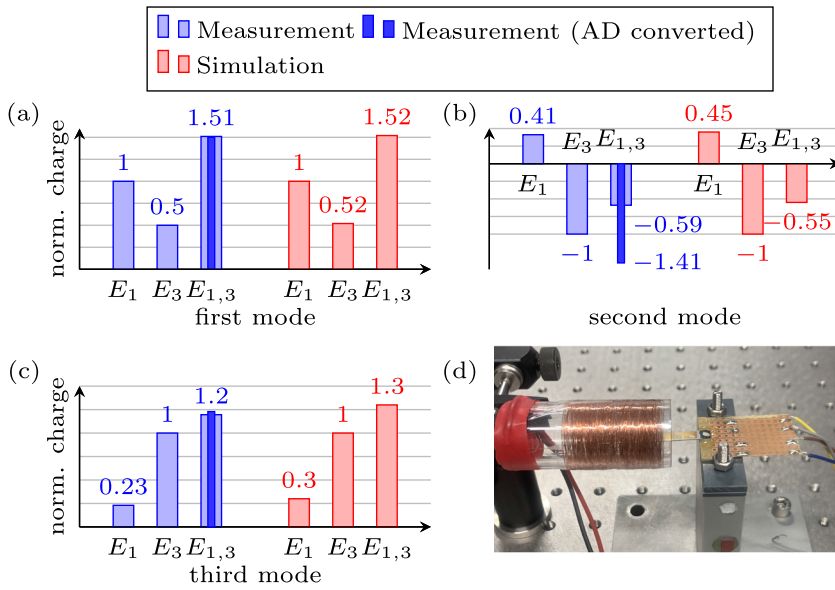 Measurement Measurement (AD converted)
Simulation
(a)
norm. charge
1
0.5
1.51
1
0.52
1.52
E1 E3 E1,3 E1 E3 E1,3
first mode
(b)
0.41
E3 E1,3
0.45
E3 E1,3
E1
E1
−0.59
−0.55
−1
−1.41
−1
second mode
(c)
norm. charge
0.23
1
1.2
0.3
1
1.3
E1 E3 E1,3 E1 E3 E1,3
third mode
(d)